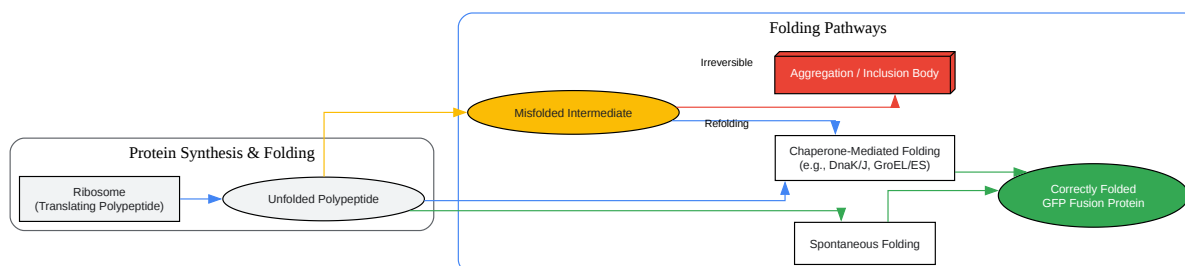 Folding Pathways
Irreversible
Aggregation / Inclusion Body
Misfolded Intermediate
Refolding
Protein Synthesis & Folding
Chaperone-Mediated Folding
(e.g., DnaK/J, GroEL/ES)
Ribosome
(Translating Polypeptide)
Unfolded Polypeptide
Correctly Folded
GFP Fusion Protein
Spontaneous Folding